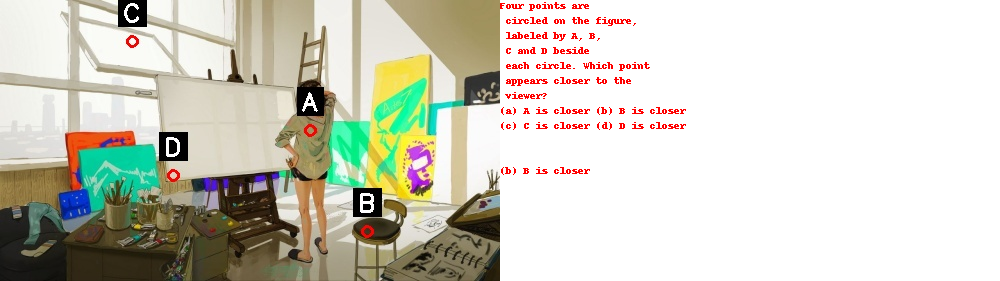 C
A
D
B
Four points are
circled on the figure,
labeled by A, B,
C and D beside
each circle. Which point
appears closer to the
viewer?
(a) A is closer (b) B is closer
(c) C is closer (d) D is closer
(b) B is closer